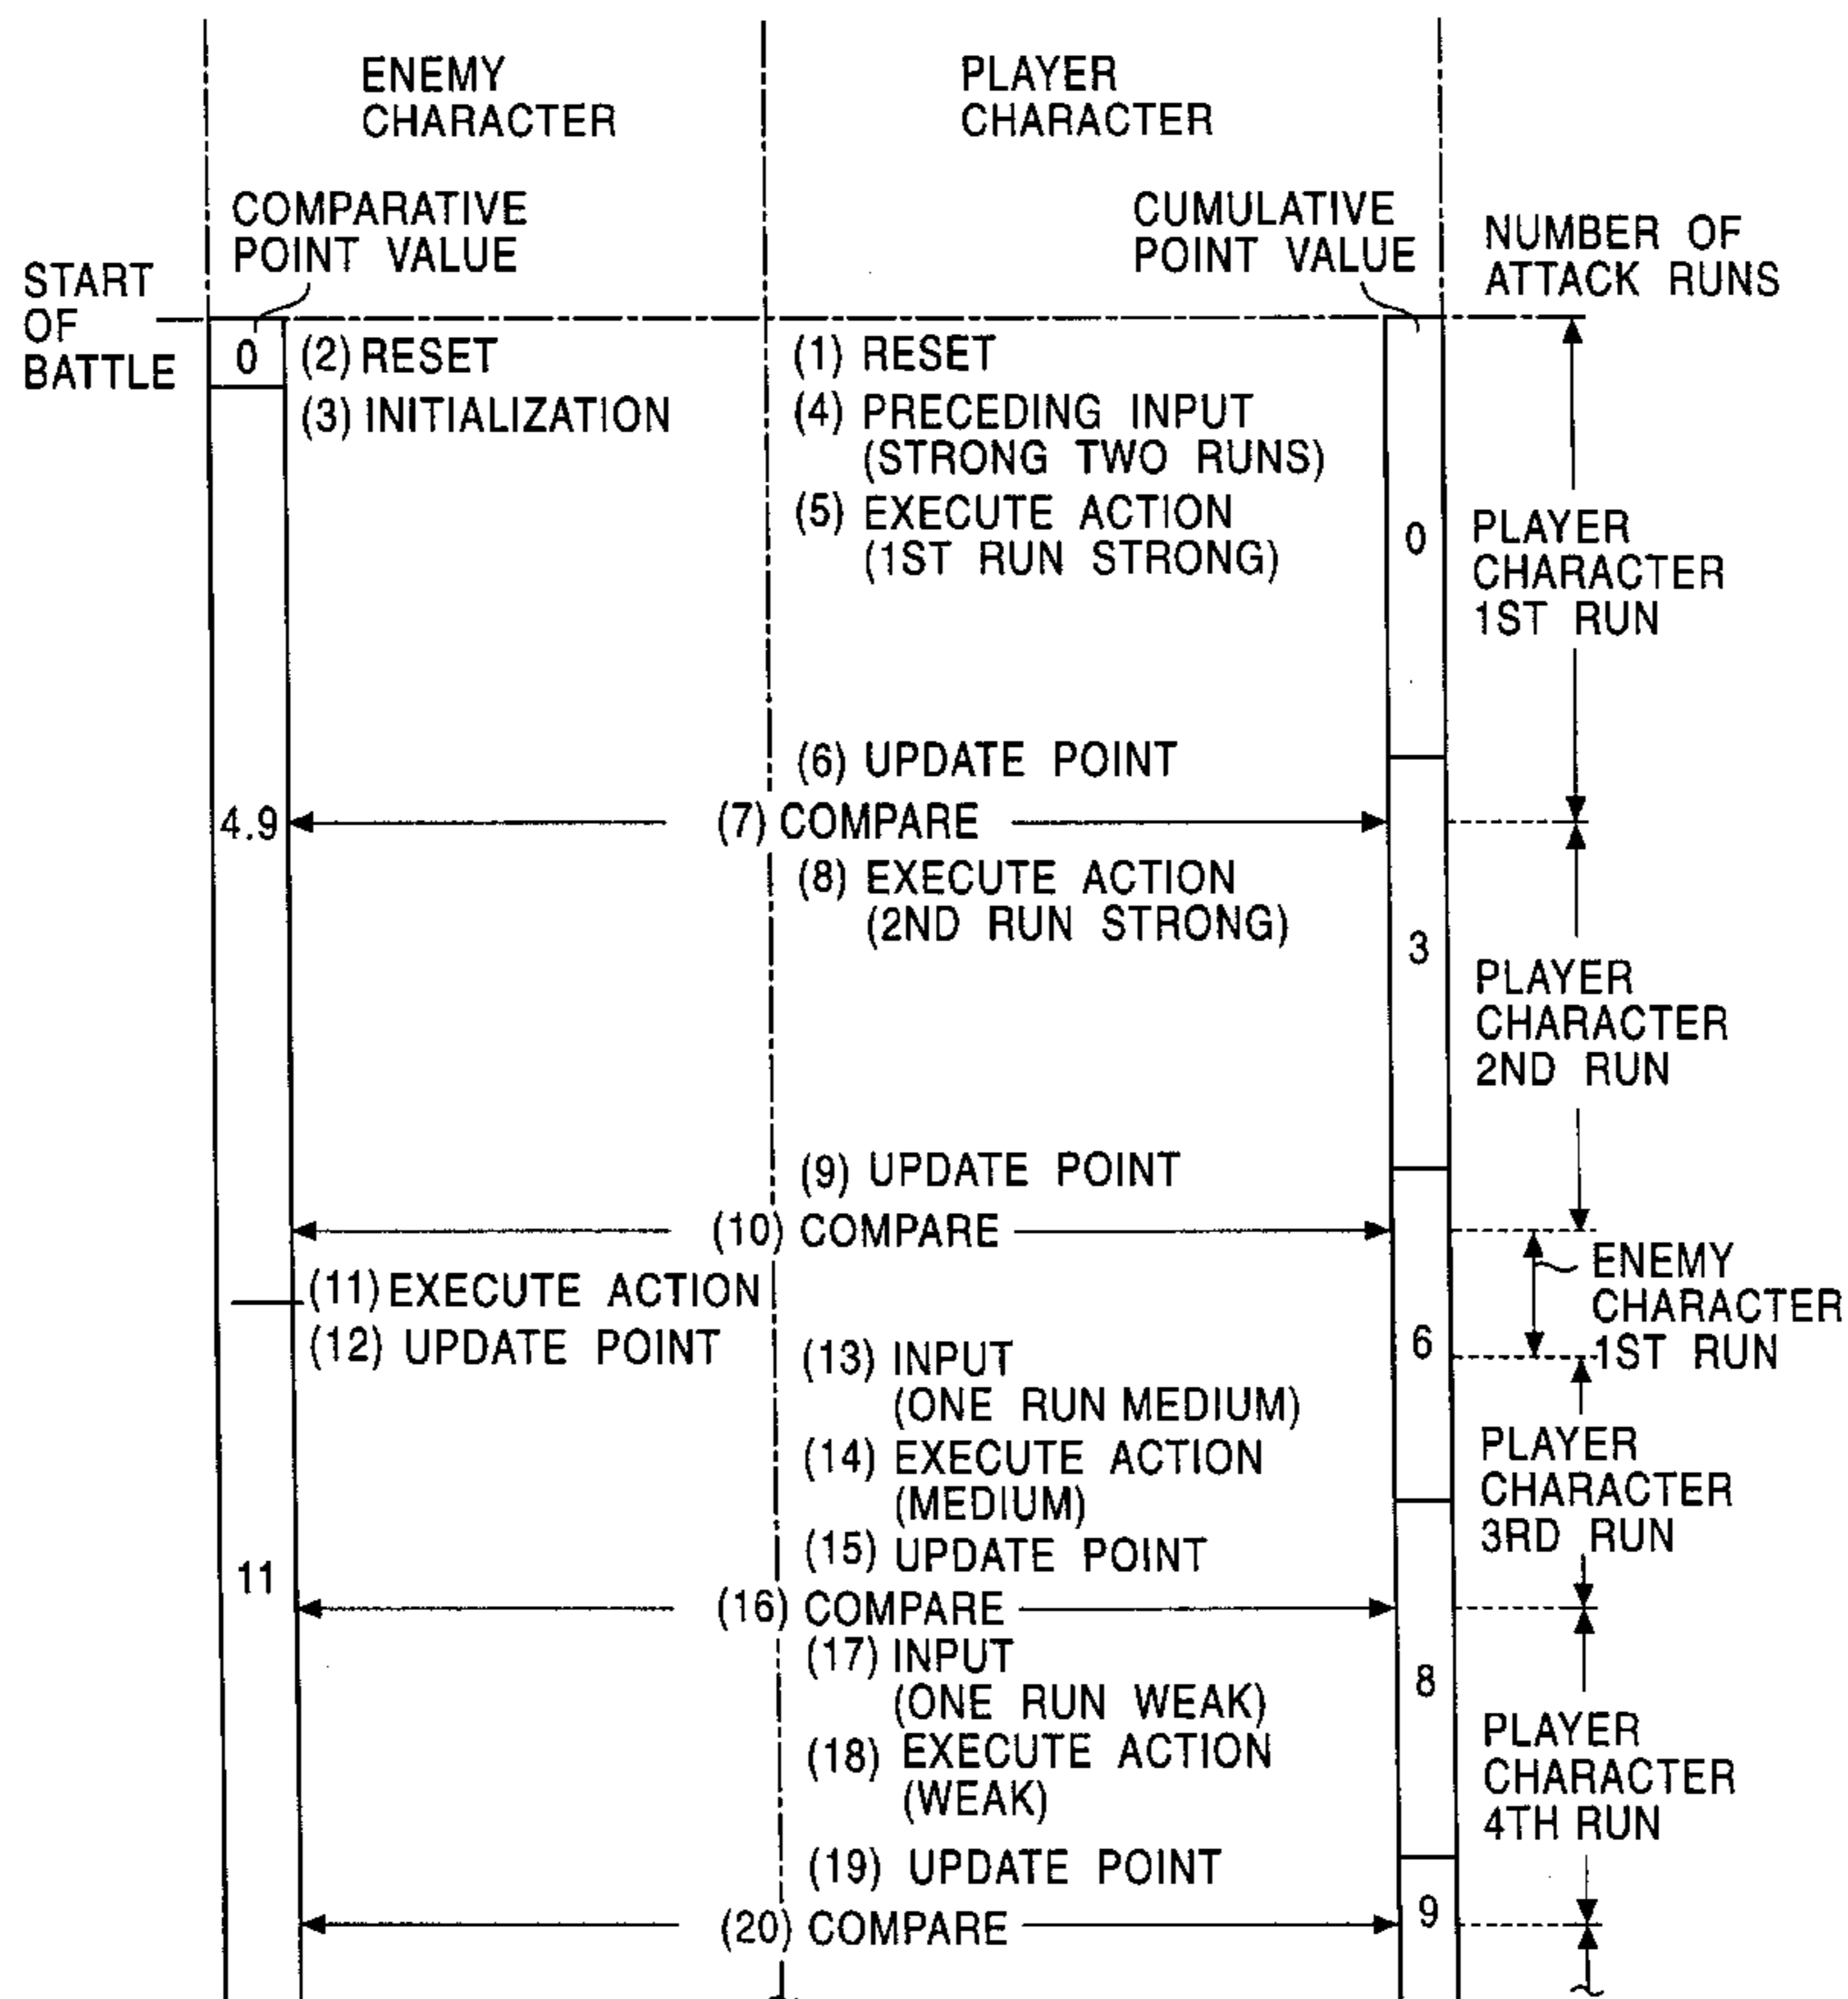 ENEMY
CHARACTER
PLAYER
CHARACTER
COMPARATIVE
POINT VALUE
CUMULATIVE
POINT VALUE
NUMBER OF
ATTACK RUNS
START
OF
BATTLE
0
(2) RESET
(3) INITIALIZATION
(1) RESET
(4) PRECEDING INPUT
(STRONG TWO RUNS)
(5) EXECUTE ACTION
(1ST RUN STRONG)
0
PLAYER
CHARACTER
1ST RUN
(6) UPDATE POINT
4.9
(7) COMPARE
(8) EXECUTE ACTION
(2ND RUN STRONG)
3
PLAYER
CHARACTER
2ND RUN
(9) UPDATE POINT
(10) COMPARE
(11) EXECUTE ACTION
(12) UPDATE POINT
ENEMY
CHARACTER
1ST RUN
6
(13) INPUT
(ONE RUN MEDIUM)
(14) EXECUTE ACTION
(MEDIUM)
PLAYER
CHARACTER
3RD RUN
(15) UPDATE POINT
11
(16) COMPARE
(17) INPUT
(ONE RUN WEAK)
8
(18) EXECUTE ACTION
(WEAK)
PLAYER
CHARACTER
4TH RUN
(19) UPDATE POINT
9
(20) COMPARE